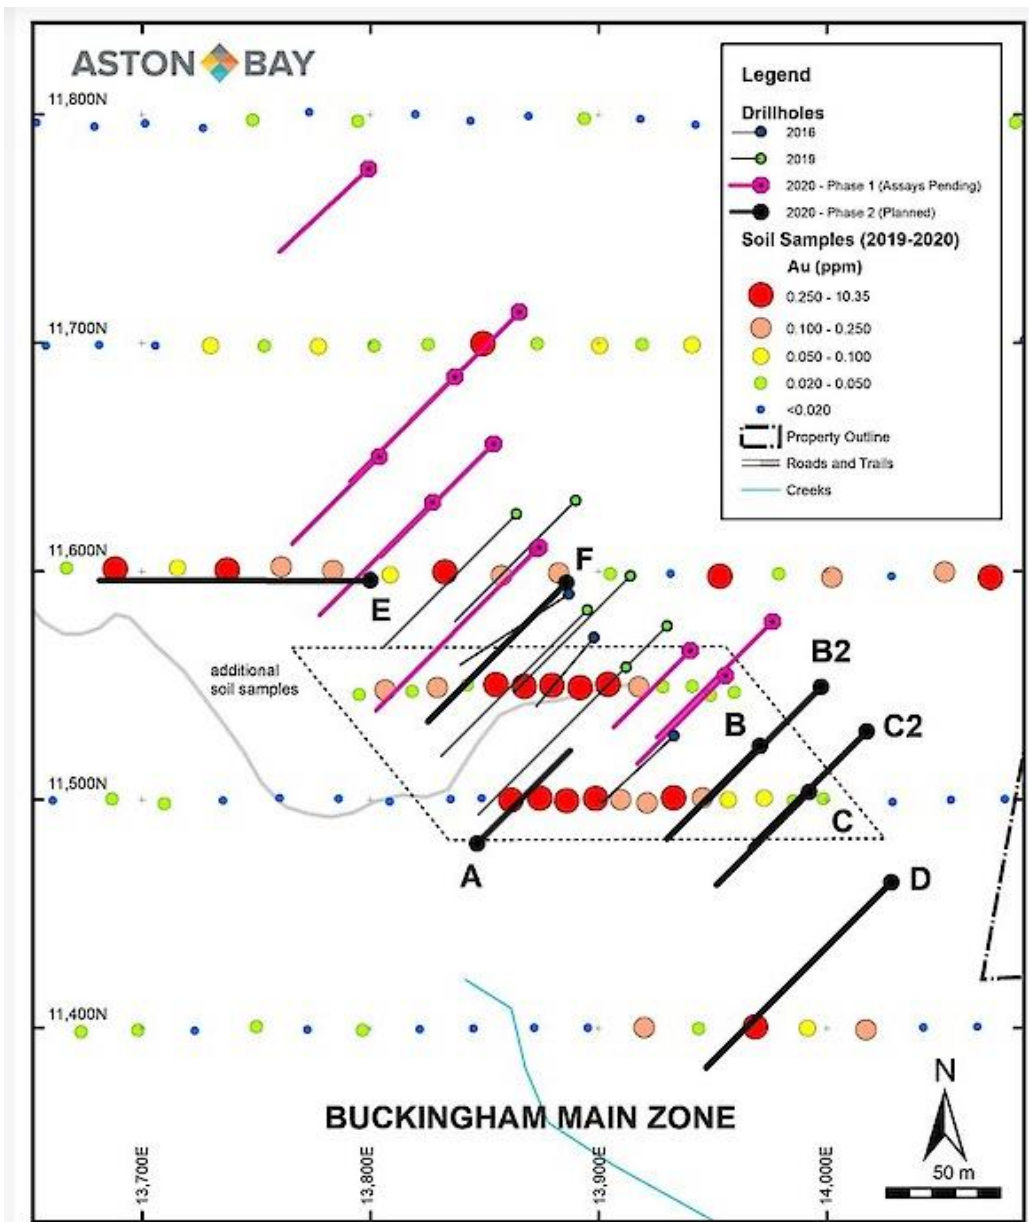 ASTON BAY
Legend
Drillholes
2016
2019
2020 - Phase 1 (Assays Pending)
2020 - Phase 2 (Planned)
Soil Samples (2019-2020)
Au (ppm)
0.250 - 10.35
0.100 - 0.250
0.050 - 0.100
0.020 - 0.050
<0.020
Property Outline
Roads and Trails
Creeks
11,800N
11,700N
11,600N
F
E
additional
soil samples
B2
B
C2
11,500N
C
A
D
11,400N
BUCKINGHAM MAIN ZONE
N
50 m
13,700E
13,800E
13,900E
14,000E